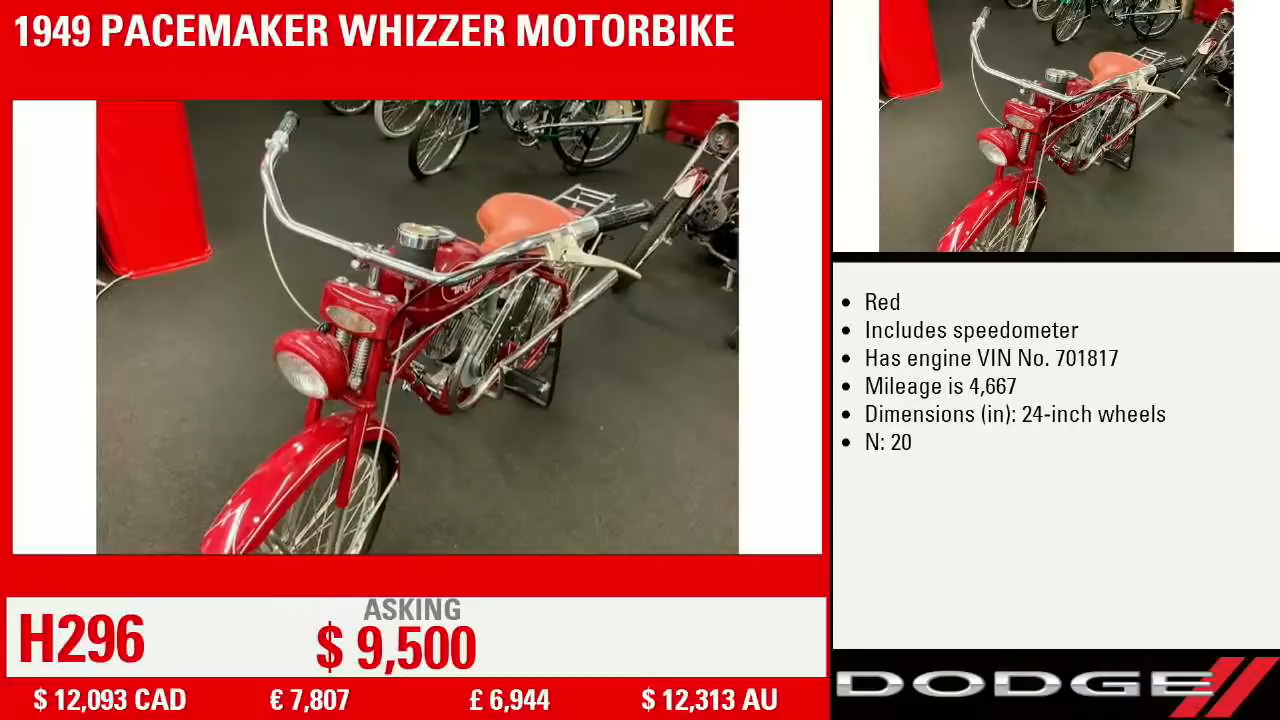 1949 PACEMAKER WHIZZER MOTORBIKE
• Red
• Includes speedometer
• Has engine VIN No. 701817
• Mileage is 4,667
• Dimensions (in): 24-inch wheels
• N: 20
ASKING
H296
$ 9,500
$ 12,093 CAD € 7,807 £ 6,944 $ 12,313 AU
DODGE